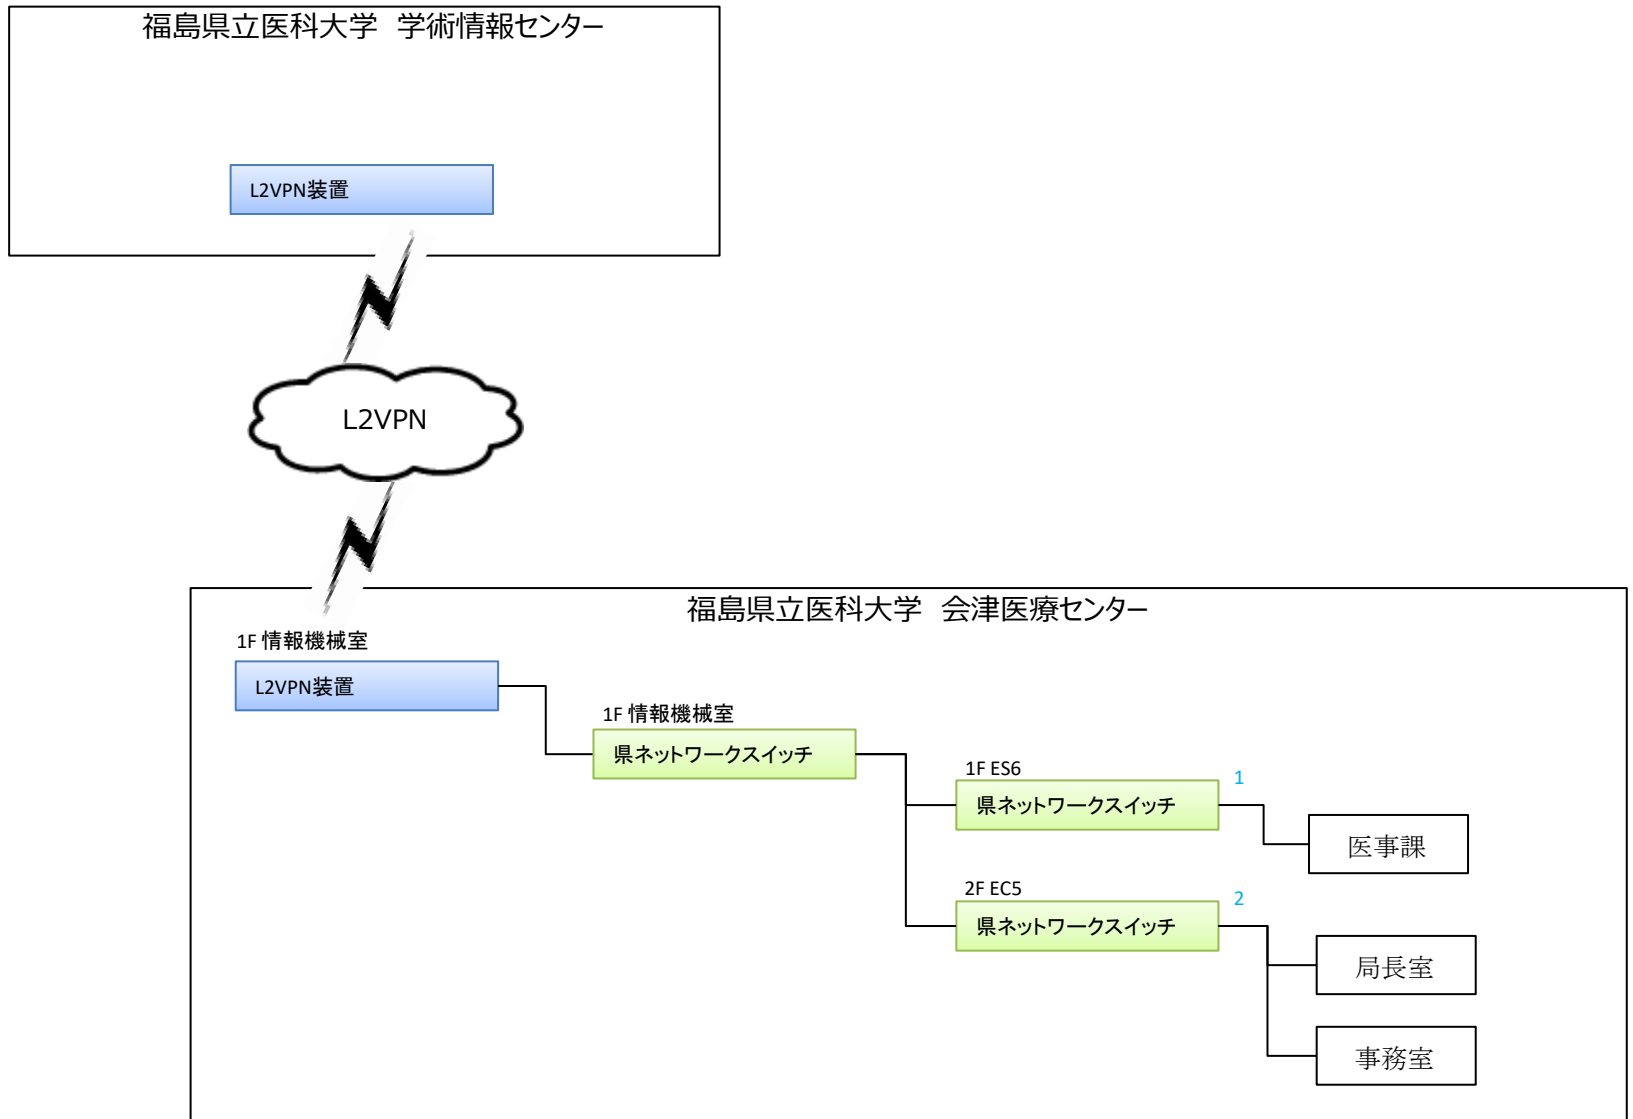 福島県立医科大学　学術情報センター
L2VPN装置
L2VPN
福島県立医科大学　会津医療センター
1F 情報機械室
L2VPN装置
1F 情報機械室
県ネットワークスイッチ
1F ES6
県ネットワークスイッチ
1
医事課
2F EC5
県ネットワークスイッチ
2
局長室
事務室